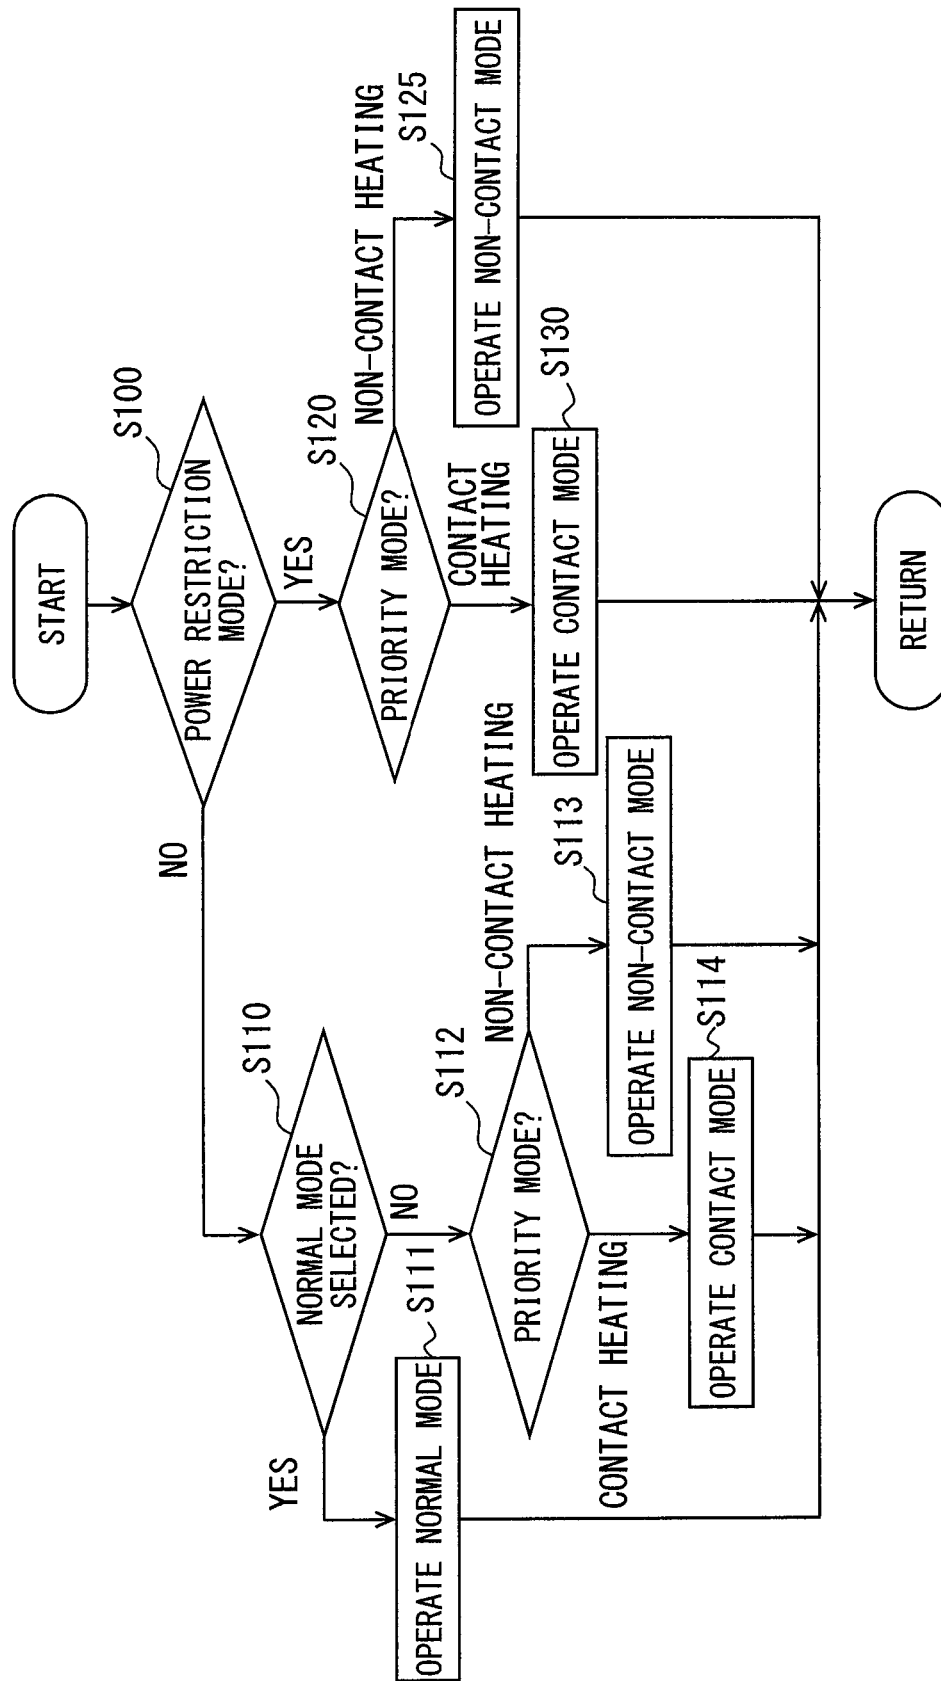 START
S100
POWER RESTRICTION
MODE?
NO
YES
S110
NORMAL MODE
SELECTED?
YES
NO
S120
PRIORITY MODE?
NON-CONTACT HEATING
CONTACT
HEATING
S111
OPERATE NORMAL MODE
S112
PRIORITY MODE?
NON-CONTACT HEATING
CONTACT HEATING
S125
OPERATE NON-CONTACT MODE
S130
OPERATE CONTACT MODE
S113
OPERATE NON-CONTACT MODE
S114
OPERATE CONTACT MODE
RETURN